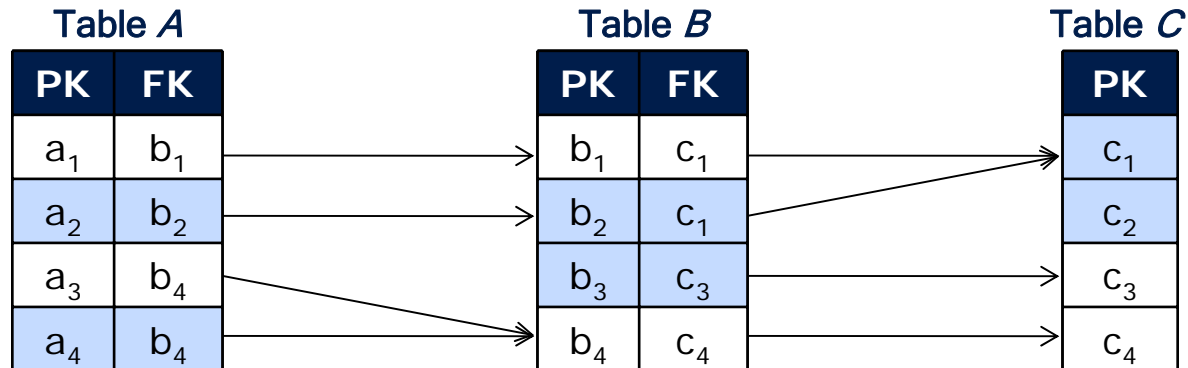 Table A Table B Table C
PK FK PK FK PK
a₁ b₁ b₁ c₁ c₁
a₂ b₂ b₂ c₁ c₂
a₃ b₄ b₃ c₃ c₃
a₄ b₄ b₄ c₄ c₄